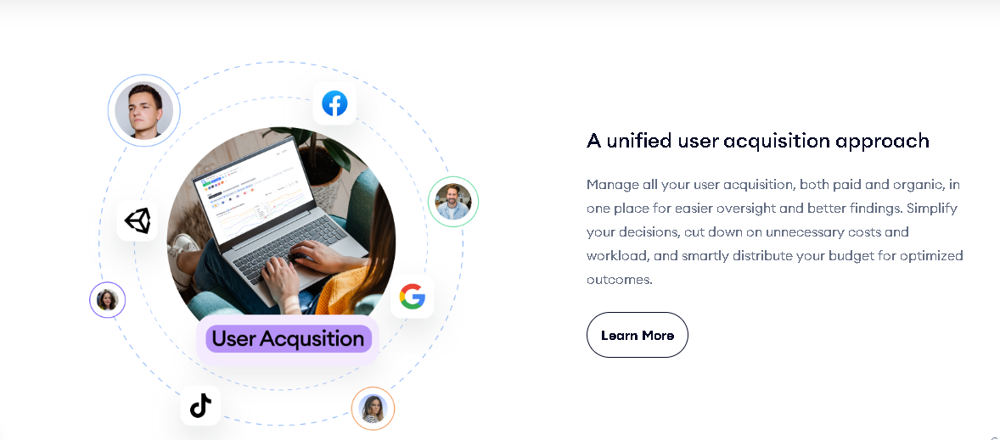 A unified user acquisition approach
Manage all your user acquisition, both paid and organic, in
one place for easier oversight and better findings. Simplify
your decisions, cut down on unnecessary costs and
workload, and smartly distribute your budget for optimized
outcomes.
Learn More
User Acqusition